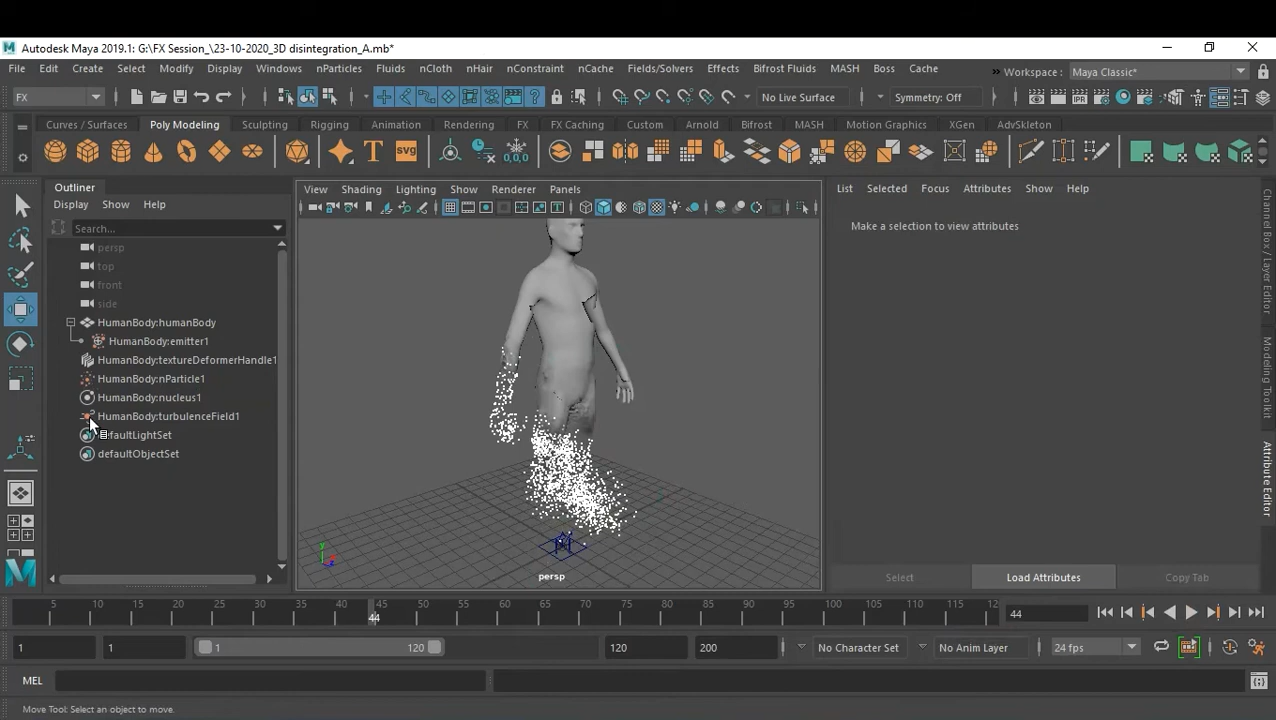 Autodesk Maya 2019.1: G:\FX Session_\23-10-2020_3D disintegration_A.mb*
File Edit Create Select Modify Display Windows nParticles Fluids nCloth nHair nConstraint nCache Fields/Solvers Effects Bifrost Fluids MASH Boss Cache » Workspace: Maya Classic*
FX No Live Surface Symmetry: Off IPR
Curves / Surfaces Poly Modeling Sculpting Rigging Animation Rendering FX FX Caching Custom Arnold Bifrost MASH Motion Graphics XGen AdvSkeleton
T svg 0,0,0
Outliner
Display Show Help
Search...
persp
top
front
side
HumanBody:humanBody
HumanBody:emitter1
HumanBody:textureDeformerHandle1
HumanBody:nParticle1
HumanBody:nucleus1
HumanBody:turbulenceField1
faultLightSet
defaultObjectSet
View Shading Lighting Show Renderer Panels
y
z
persp
List Selected Focus Attributes Show Help
Make a selection to view attributes
Select Load Attributes Copy Tab
Channel Box / Layer Editor
Modeling Toolkit
Attribute Editor
5 10 15 20 25 30 35 40 45 50 55 60 65 70 75 80 85 90 95 100 105 110 115 12
44 44
1 1 1 120 120 200 No Character Set No Anim Layer 24 fps
MEL
Move Tool: Select an object to move.